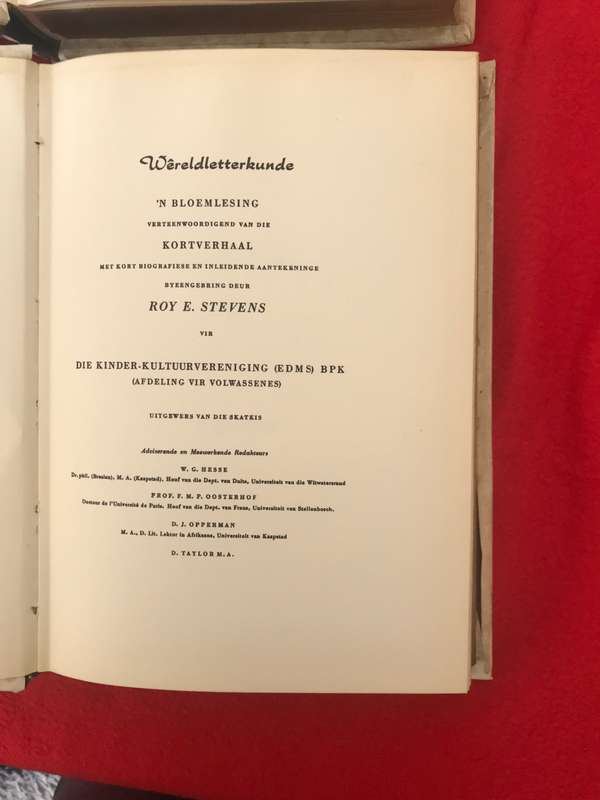 Wêreldletterkunde
'N BLOEMLESING
VERTEENWOORDIGEND VAN DIE
KORTVERHAAL
MET KORT BIOGRAFIESE EN INLEIDENDE AANTEKENINGE
BYEENGEBRING DEUR
ROY E. STEVENS
VIR
DIE KINDER-KULTUURVERENIGING (EDMS) BPK
(AFDELING VIR VOLWASSENES)
UITGEWERS VAN DIE SKATKIS
Adviserende en Meewerkende Redakteurs
W. G. HESSE
Dr. phil. (Breslau), M. A. (Kaapstad). Hoof van die Dept. van Duits, Universiteit van die Witwatersrand
PROF. F. M. P. OOSTERHOF
Docteur de l'Université de Paris. Hoof van die Dept. van Frans, Universiteit van Stellenbosch.
D. J. OPPERMAN
M. A., D. Lit. Lektor in Afrikaans, Universiteit van Kaapstad
D. TAYLOR M.A.